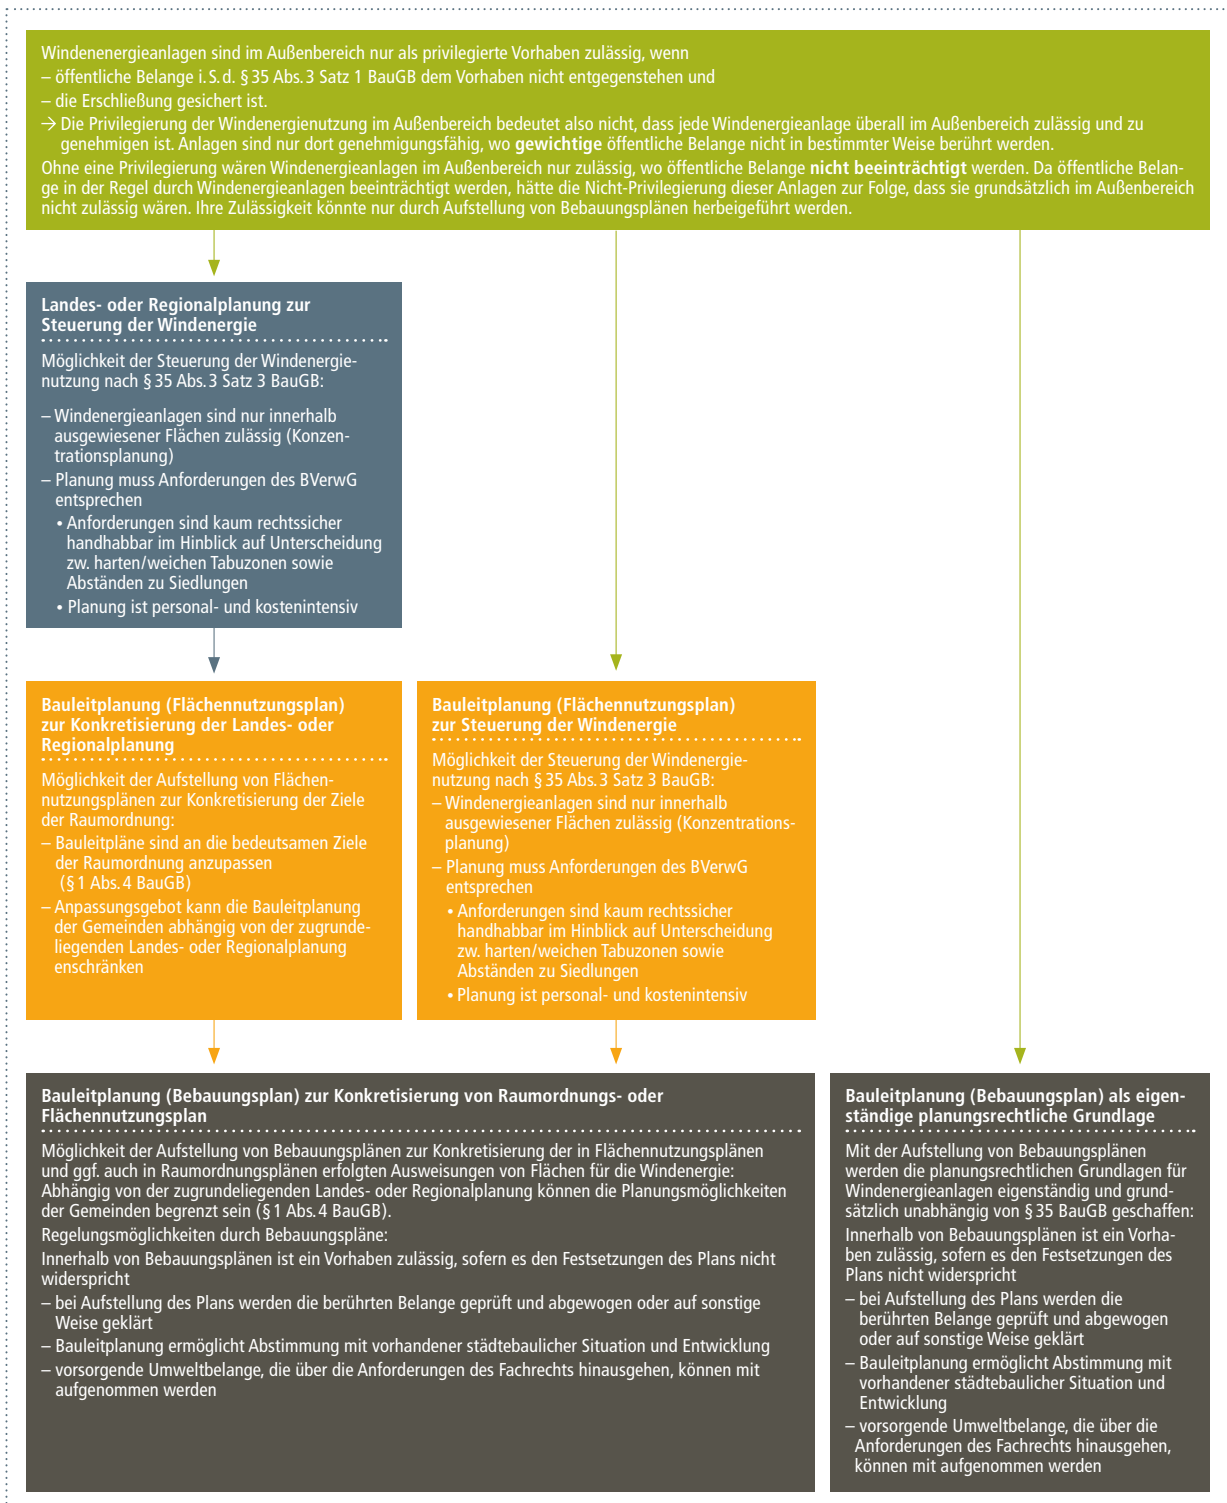 Windenenergieanlagen sind im Außenbereich nur als privilegierte Vorhaben zulässig, wenn
– öffentliche Belange i. S. d. § 35 Abs. 3 Satz 1 BauGB dem Vorhaben nicht entgegenstehen und
– die Erschließung gesichert ist.
→ Die Privilegierung der Windenergienutzung im Außenbereich bedeutet also nicht, dass jede Windenergieanlage überall im Außenbereich zulässig und zu
genehmigen ist. Anlagen sind nur dort genehmigungsfähig, wo gewichtige öffentliche Belange nicht in bestimmter Weise berührt werden.
Ohne eine Privilegierung wären Windenergieanlagen im Außenbereich nur zulässig, wo öffentliche Belange nicht beeinträchtigt werden. Da öffentliche Belan-
ge in der Regel durch Windenergieanlagen beeinträchtigt werden, hätte die Nicht-Privilegierung dieser Anlagen zur Folge, dass sie grundsätzlich im Außenbereich
nicht zulässig wären. Ihre Zulässigkeit könnte nur durch Aufstellung von Bebauungsplänen herbeigeführt werden.
Landes- oder Regionalplanung zur
Steuerung der Windenergie
Möglichkeit der Steuerung der Windenergie-
nutzung nach § 35 Abs. 3 Satz 3 BauGB:
– Windenergieanlagen sind nur innerhalb
ausgewiesener Flächen zulässig (Konzen-
trationsplanung)
– Planung muss Anforderungen des BVerwG
entsprechen
• Anforderungen sind kaum rechtssicher
handhabbar im Hinblick auf Unterscheidung
zw. harten/weichen Tabuzonen sowie
Abständen zu Siedlungen
• Planung ist personal- und kostenintensiv
Bauleitplanung (Flächennutzungsplan)
zur Konkretisierung der Landes- oder
Regionalplanung
Möglichkeit der Aufstellung von Flächen-
nutzungsplänen zur Konkretisierung der Ziele
der Raumordnung:
– Bauleitpläne sind an die bedeutsamen Ziele
der Raumordnung anzupassen
(§ 1 Abs. 4 BauGB)
– Anpassungsgebot kann die Bauleitplanung
der Gemeinden abhängig von der zugrunde-
liegenden Landes- oder Regionalplanung
enschränken
Bauleitplanung (Flächennutzungsplan)
zur Steuerung der Windenergie
Möglichkeit der Steuerung der Windenergie-
nutzung nach § 35 Abs. 3 Satz 3 BauGB:
– Windenergieanlagen sind nur innerhalb
ausgewiesener Flächen zulässig (Konzentrations-
planung)
– Planung muss Anforderungen des BVerwG
entsprechen
• Anforderungen sind kaum rechtssicher
handhabbar im Hinblick auf Unterscheidung
zw. harten/weichen Tabuzonen sowie
Abständen zu Siedlungen
• Planung ist personal- und kostenintensiv
Bauleitplanung (Bebauungsplan) zur Konkretisierung von Raumordnungs- oder
Flächennutzungsplan
Möglichkeit der Aufstellung von Bebauungsplänen zur Konkretisierung der in Flächennutzungsplänen
und ggf. auch in Raumordnungsplänen erfolgten Ausweisungen von Flächen für die Windenergie:
Abhängig von der zugrundeliegenden Landes- oder Regionalplanung können die Planungsmöglichkeiten
der Gemeinden begrenzt sein (§ 1 Abs. 4 BauGB).
Regelungsmöglichkeiten durch Bebauungspläne:
Innerhalb von Bebauungsplänen ist ein Vorhaben zulässig, sofern es den Festsetzungen des Plans nicht
widerspricht
– bei Aufstellung des Plans werden die berührten Belange geprüft und abgewogen oder auf sonstige
Weise geklärt
– Bauleitplanung ermöglicht Abstimmung mit vorhandener städtebaulicher Situation und Entwicklung
– vorsorgende Umweltbelange, die über die Anforderungen des Fachrechts hinausgehen, können mit
aufgenommen werden
Bauleitplanung (Bebauungsplan) als eigen-
ständige planungsrechtliche Grundlage
Mit der Aufstellung von Bebauungsplänen
werden die planungsrechtlichen Grundlagen für
Windenergieanlagen eigenständig und grund-
sätzlich unabhängig von § 35 BauGB geschaffen:
Innerhalb von Bebauungsplänen ist ein Vorha-
ben zulässig, sofern es den Festsetzungen des
Plans nicht widerspricht
– bei Aufstellung des Plans werden die
berührten Belange geprüft und abgewogen
oder auf sonstige Weise geklärt
– Bauleitplanung ermöglicht Abstimmung mit
vorhandener städtebaulicher Situation und
Entwicklung
– vorsorgende Umweltbelange, die über die
Anforderungen des Fachrechts hinausgehen,
können mit aufgenommen werden